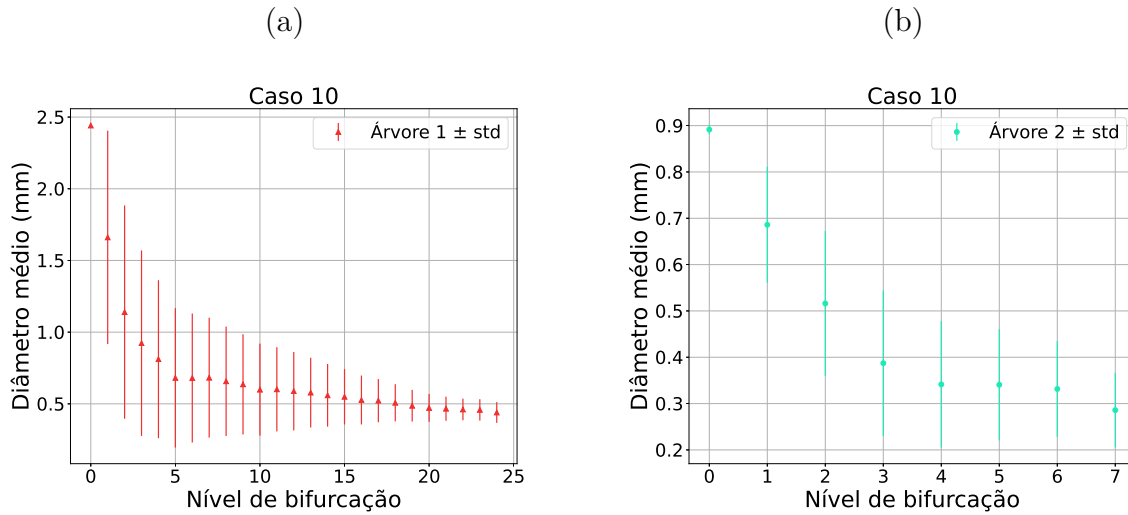 (a)
Caso 10
Árvore 1 ± std
Diâmetro médio (mm)
2.5
2.0
1.5
1.0
0.5
0 5 10 15 20 25
Nível de bifurcação
(b)
Caso 10
Árvore 2 ± std
Diâmetro médio (mm)
0.9
0.8
0.7
0.6
0.5
0.4
0.3
0.2
0 1 2 3 4 5 6 7
Nível de bifurcação